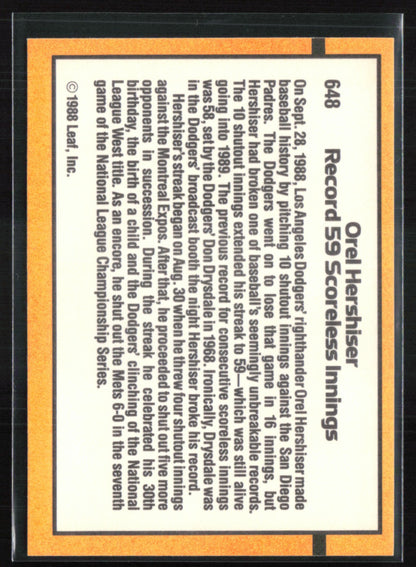 648
Orel Hershiser
Record 59 Scoreless Innings
On Sept. 28, 1988, Los Angeles Dodgers' righthander Orel Hershiser made
baseball history by pitching 10 shutout innings against the San Diego
Padres. The Dodgers went on to lose that game in 16 innings, but
Hershiser had broken one of baseball's seemingly unbreakable records.
The 10 shutout innings extended his streak to 59—which was still alive
going into 1989. The previous record for consecutive scoreless innings
was 58, set by the Dodgers' Don Drysdale in 1968. Ironically, Drysdale was
in the Dodgers' broadcast booth the night Hershiser broke his record.
Hershiser's streak began on Aug. 30 when he threw four shutout innings
against the Montreal Expos. After that, he proceeded to shut out five more
opponents in succession. During the streak he celebrated his 30th
birthday, the birth of a child and the Dodgers' clinching of the National
League West title. As an encore, he shut out the Mets 6-0 in the seventh
game of the National League Championship Series.
©1988 Leaf, Inc.